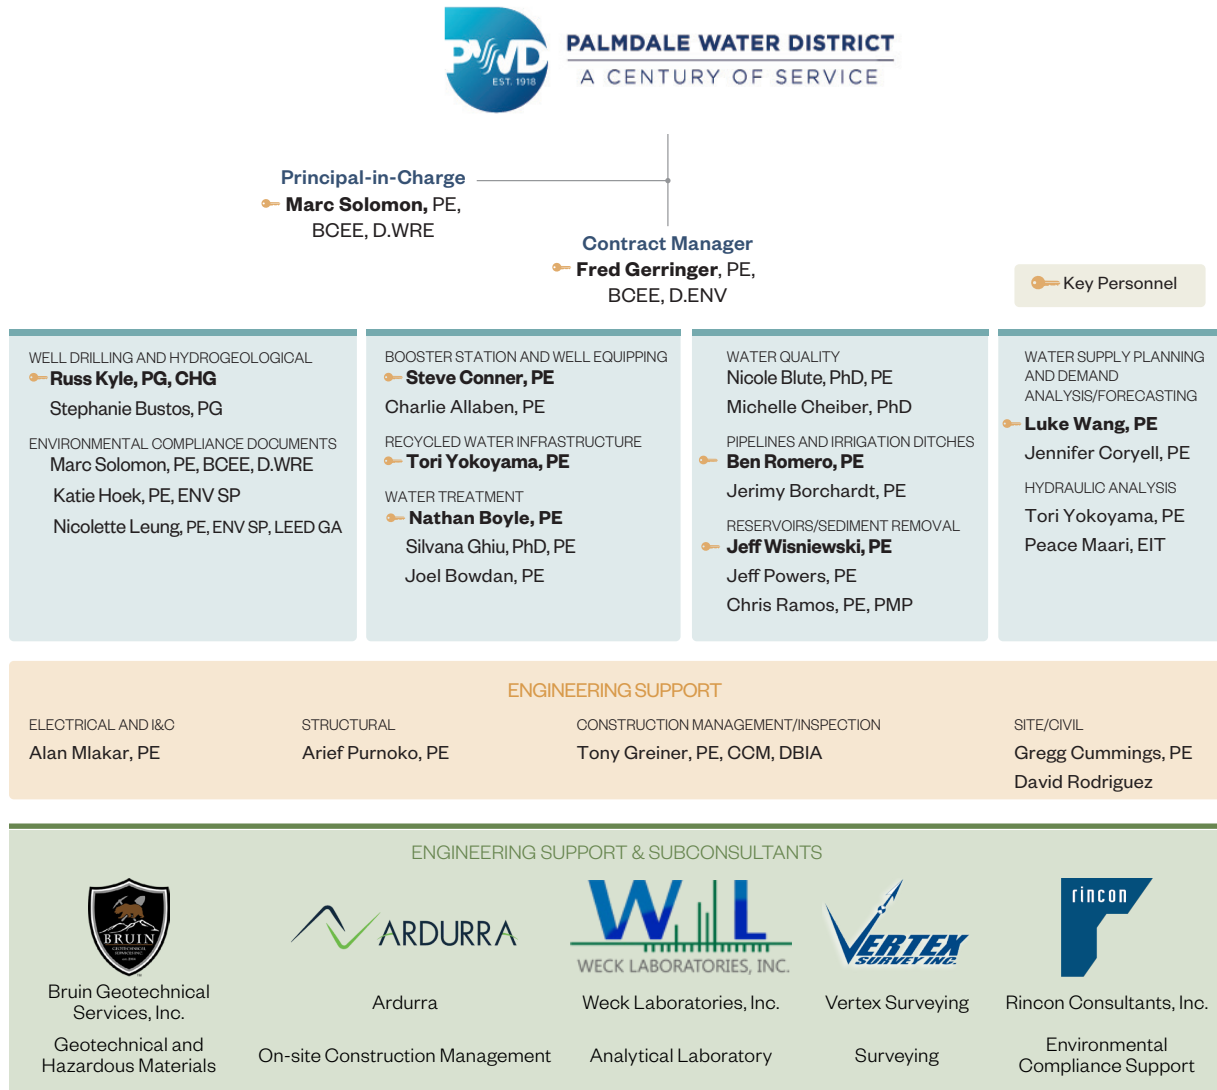 PWD
EST. 1918
PALMDALE WATER DISTRICT
A CENTURY OF SERVICE
Principal-in-Charge
Marc Solomon, PE,
BCEE, D.WRE
Contract Manager
Fred Gerringer, PE,
BCEE, D.ENV
Key Personnel
WELL DRILLING AND HYDROGEOLOGICAL
Russ Kyle, PG, CHG
Stephanie Bustos, PG
ENVIRONMENTAL COMPLIANCE DOCUMENTS
Marc Solomon, PE, BCEE, D.WRE
Katie Hoek, PE, ENV SP
Nicolette Leung, PE, ENV SP, LEED GA
BOOSTER STATION AND WELL EQUIPPING
Steve Conner, PE
Charlie Allaben, PE
RECYCLED WATER INFRASTRUCTURE
Tori Yokoyama, PE
WATER TREATMENT
Nathan Boyle, PE
Silvana Ghiu, PhD, PE
Joel Bowdan, PE
WATER QUALITY
Nicole Blute, PhD, PE
Michelle Cheiber, PhD
PIPELINES AND IRRIGATION DITCHES
Ben Romero, PE
Jerimy Borchardt, PE
RESERVOIRS/SEDIMENT REMOVAL
Jeff Wisniewski, PE
Jeff Powers, PE
Chris Ramos, PE, PMP
WATER SUPPLY PLANNING
AND DEMAND
ANALYSIS/FORECASTING
Luke Wang, PE
Jennifer Coryell, PE
HYDRAULIC ANALYSIS
Tori Yokoyama, PE
Peace Maari, EIT
ENGINEERING SUPPORT
ELECTRICAL AND I&C
Alan Mlakar, PE
STRUCTURAL
Arief Purnoko, PE
CONSTRUCTION MANAGEMENT/INSPECTION
Tony Greiner, PE, CCM, DBIA
SITE/CIVIL
Gregg Cummings, PE
David Rodriguez
ENGINEERING SUPPORT & SUBCONSULTANTS
BRUIN
GEOTECHNICAL
SERVICES, INC.
Bruin Geotechnical
Services, Inc.
Geotechnical and
Hazardous Materials
ARDURRA
Ardurra
On-site Construction Management
WL
WECK LABORATORIES, INC.
Weck Laboratories, Inc.
Analytical Laboratory
VERTEX
SURVEY INC.
Vertex Surveying
Surveying
rincon
Rincon Consultants, Inc.
Environmental
Compliance Support